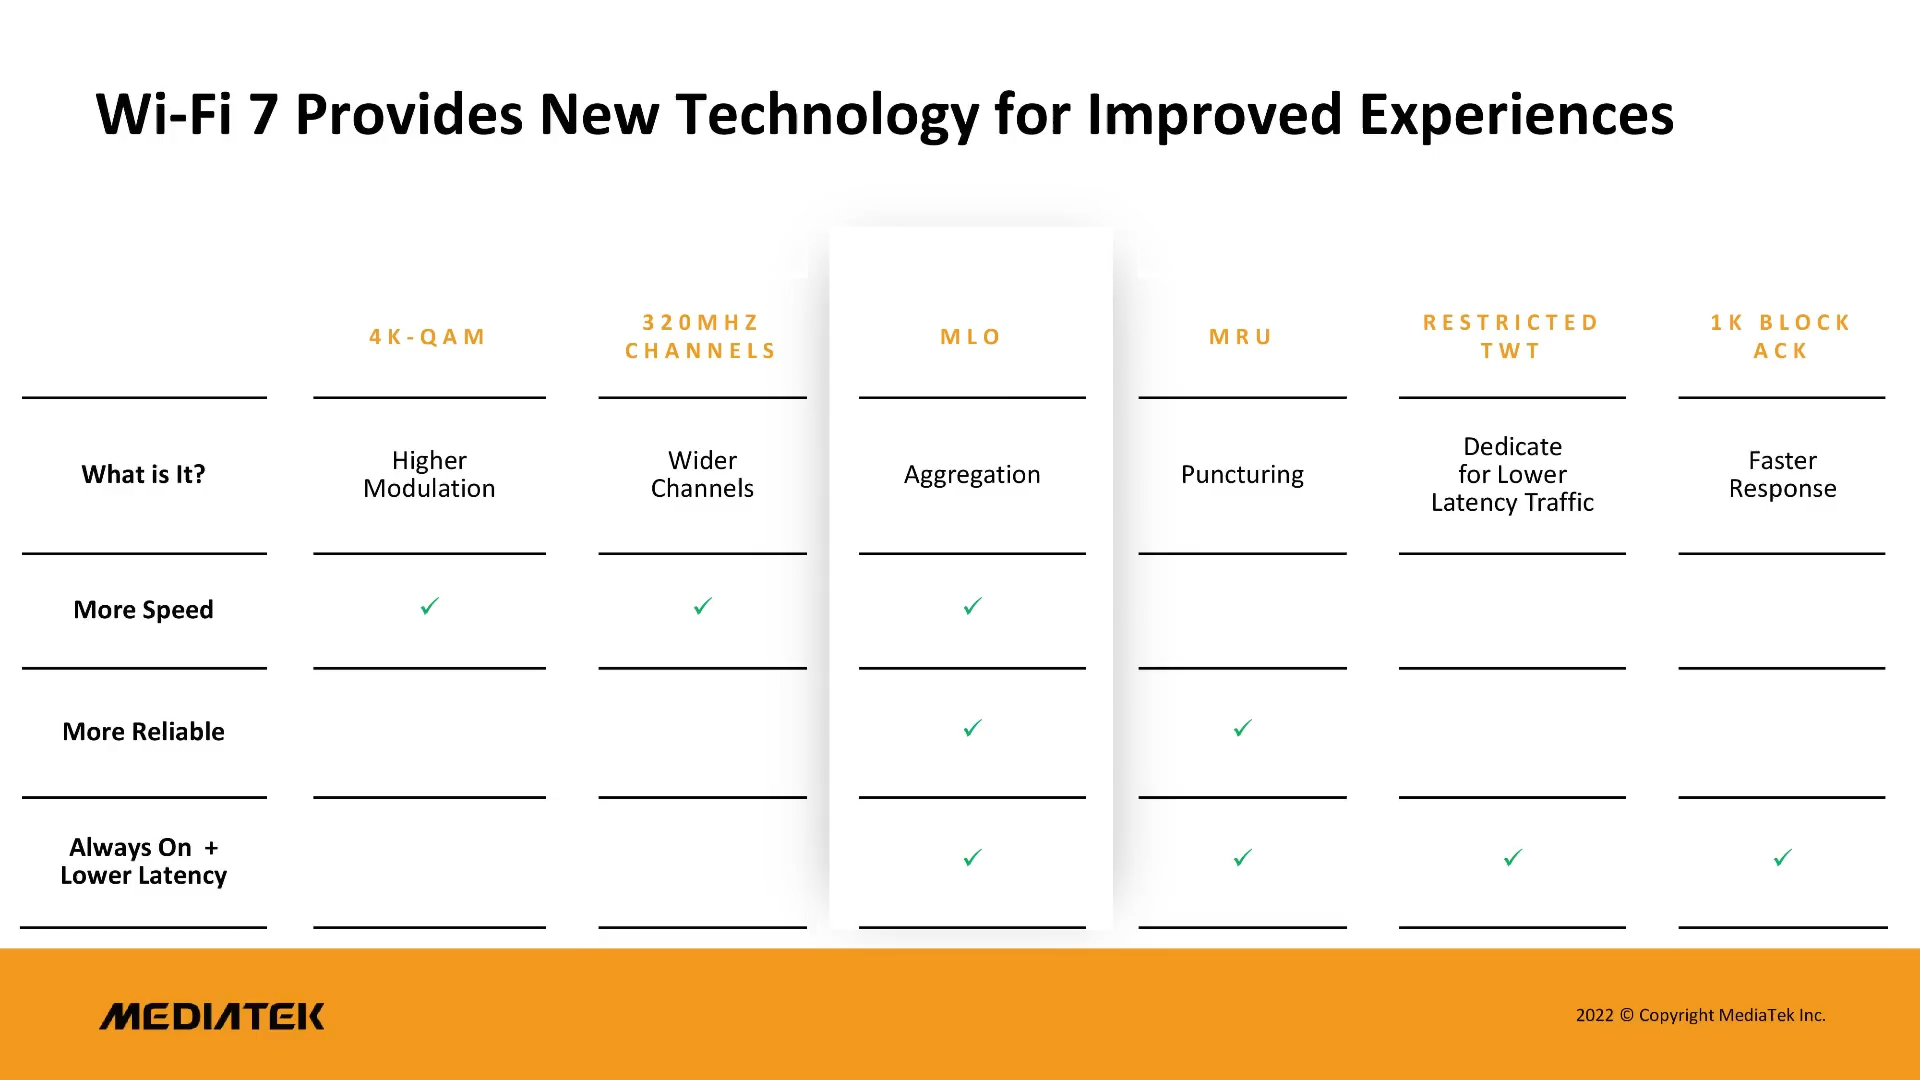 Wi-Fi 7 Provides New Technology for Improved Experiences
4K-QAM
320MHZ
CHANNELS
MLO
MRU
RESTRICTED
TWT
1K BLOCK
ACK
What is It?
Higher
Modulation
Wider
Channels
Aggregation
Puncturing
Dedicate
for Lower
Latency Traffic
Faster
Response
More Speed
✓ ✓ ✓
More Reliable
✓ ✓
Always On +
Lower Latency
✓ ✓ ✓ ✓
MEDIATEK
2022 © Copyright MediaTek Inc.